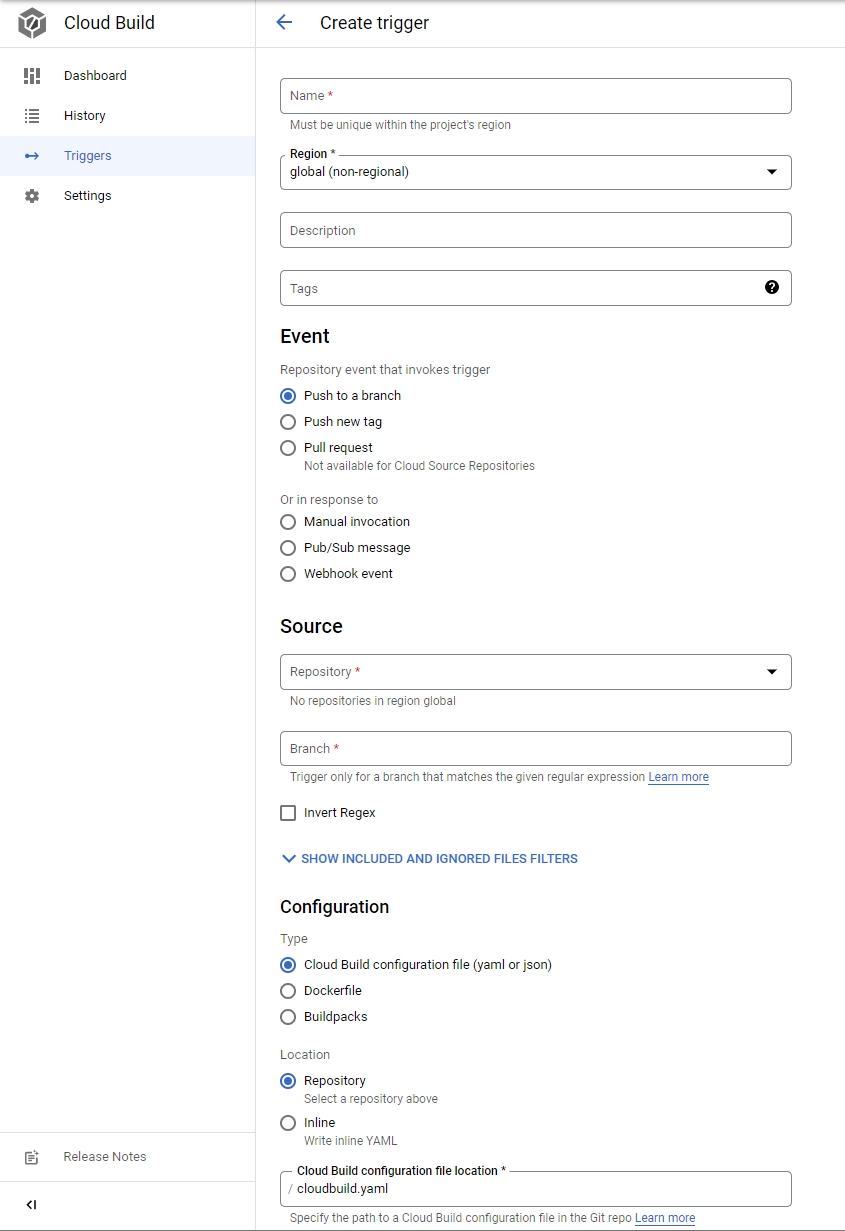 Cloud Build
Create trigger
Dashboard
History
Triggers
Settings
Release Notes
Name *
Must be unique within the project's region
Region *
global (non-regional)
Description
Tags
Event
Repository event that invokes trigger
Push to a branch
Push new tag
Pull request
Not available for Cloud Source Repositories
Or in response to
Manual invocation
Pub/Sub message
Webhook event
Source
Repository *
No repositories in region global
Branch *
Trigger only for a branch that matches the given regular expression Learn more
Invert Regex
SHOW INCLUDED AND IGNORED FILES FILTERS
Configuration
Type
Cloud Build configuration file (yaml or json)
Dockerfile
Buildpacks
Location
Repository
Select a repository above
Inline
Write inline YAML
Cloud Build configuration file location *
/ cloudbuild.yaml
Specify the path to a Cloud Build configuration file in the Git repo Learn more